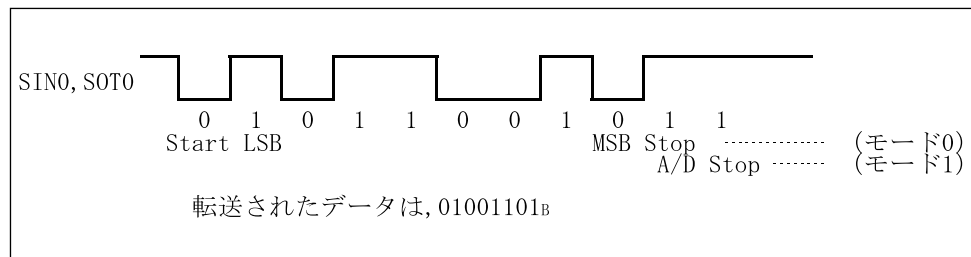 SIN0,SOT0
0 1 0 1 1 0 0 1 0 1 1
Start LSB MSB Stop (モード0)
A/D Stop (モード1)
転送されたデータは,01001101B